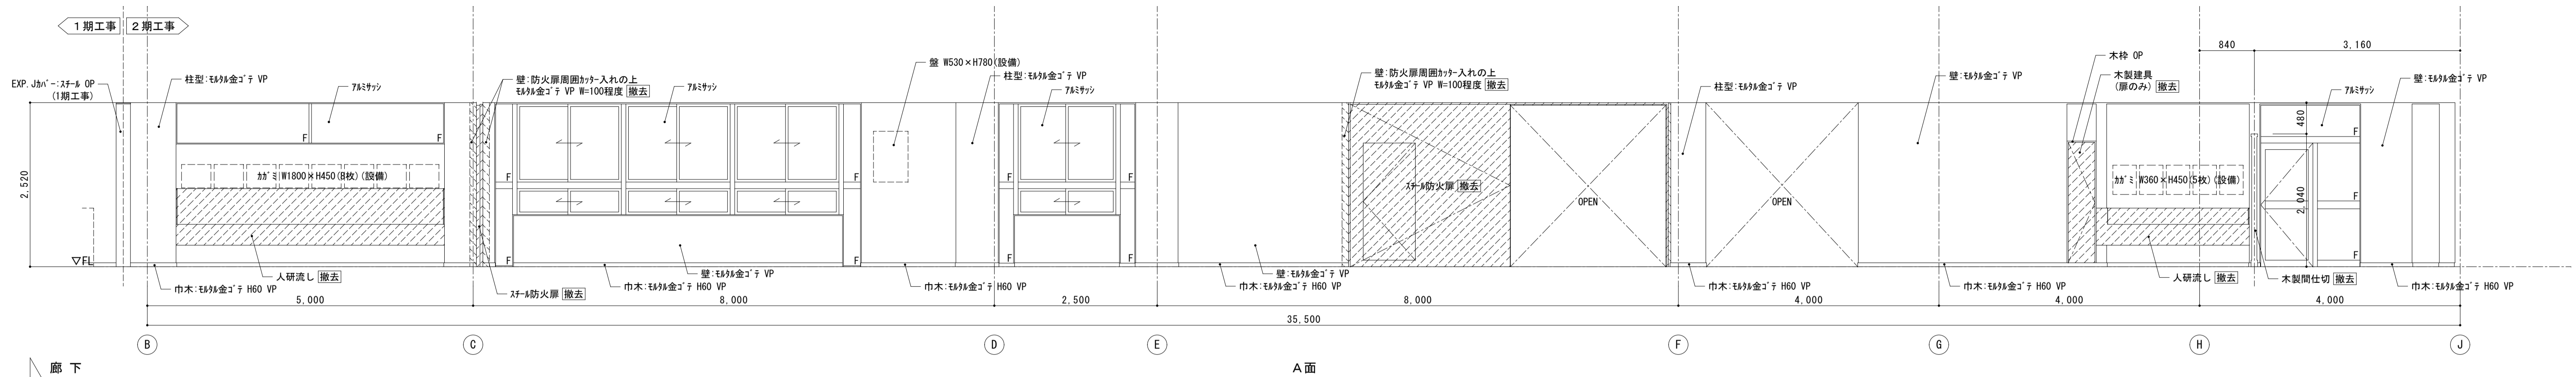 1期工事
2期工事
EXP.Jｶﾊﾞｰ:ｽﾁｰﾙ OP
(1期工事)
柱型:ﾓﾙﾀﾙ金ｺﾞﾃ VP
ｱﾙﾐｻｯｼ
壁:防火扉周囲ｶｯﾀｰ入れの上
ﾓﾙﾀﾙ金ｺﾞﾃ VP W=100程度 撤去
ｱﾙﾐｻｯｼ
盤 W530×H780(設備)
柱型:ﾓﾙﾀﾙ金ｺﾞﾃ VP
ｱﾙﾐｻｯｼ
壁:防火扉周囲ｶｯﾀｰ入れの上
ﾓﾙﾀﾙ金ｺﾞﾃ VP W=100程度 撤去
柱型:ﾓﾙﾀﾙ金ｺﾞﾃ VP
壁:ﾓﾙﾀﾙ金ｺﾞﾃ VP
木枠 OP
木製建具
(扉のみ) 撤去
840
3,160
壁:ﾓﾙﾀﾙ金ｺﾞﾃ VP
ｱﾙﾐｻｯｼ
480
2,040
2,520
▽FL
F
F
ｶｶﾞﾐ W1800×H450(8枚)(設備)
F
F
F
F
F
F
F
F
ｽﾁｰﾙ防火扉 撤去
OPEN
OPEN
ｶｶﾞﾐ W360×H450(5枚)(設備)
F
F
F
人研流し 撤去
巾木:ﾓﾙﾀﾙ金ｺﾞﾃ H60 VP
ｽﾁｰﾙ防火扉 撤去
壁:ﾓﾙﾀﾙ金ｺﾞﾃ VP
巾木:ﾓﾙﾀﾙ金ｺﾞﾃ H60 VP
巾木:ﾓﾙﾀﾙ金ｺﾞﾃ H60 VP
壁:ﾓﾙﾀﾙ金ｺﾞﾃ VP
巾木:ﾓﾙﾀﾙ金ｺﾞﾃ H60 VP
巾木:ﾓﾙﾀﾙ金ｺﾞﾃ H60 VP
巾木:ﾓﾙﾀﾙ金ｺﾞﾃ H60 VP
人研流し 撤去
木製間仕切 撤去
巾木:ﾓﾙﾀﾙ金ｺﾞﾃ H60 VP
5,000
8,000
2,500
8,000
4,000
4,000
4,000
35,500
B
C
D
E
F
G
H
J
廊 下
A面